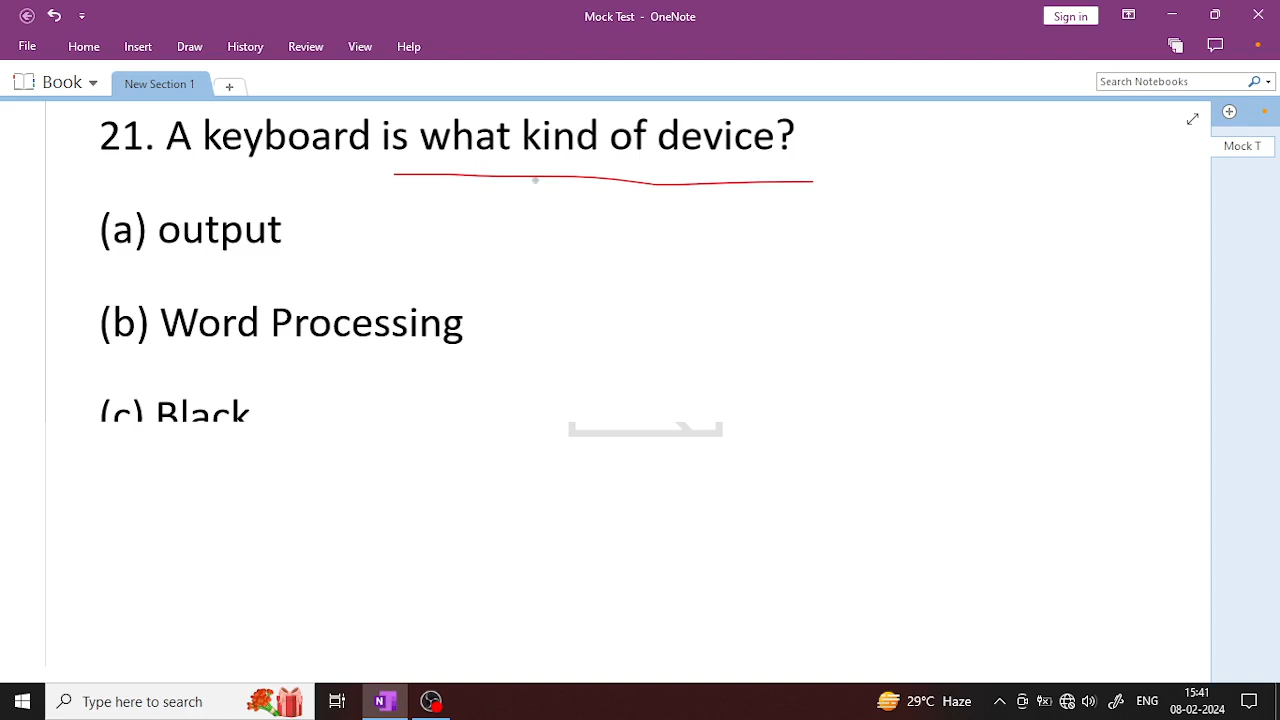 Mock Test - OneNote
Sign in
File Home Insert Draw History Review View Help
Book New Section 1 +
Search Notebooks
Mock T
21. A keyboard is what kind of device?
(a) output
(b) Word Processing
(c) Black
Type here to search
N
29°C Haze
ENG
15:41
08-02-2024